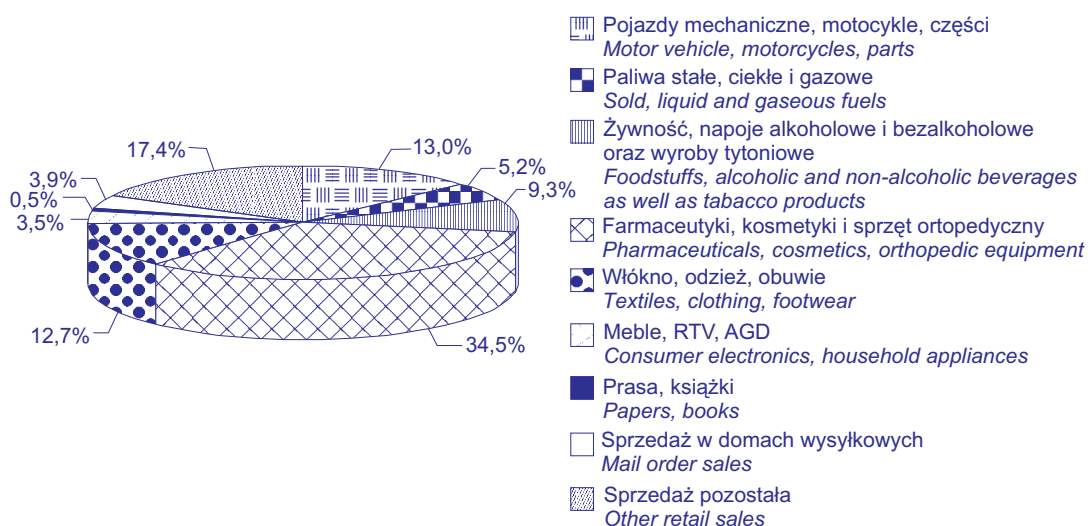 17,4%
13,0%
5,2%
9,3%
3,9%
0,5%
3,5%
12,7%
34,5%
Pojazdy mechaniczne, motocykle, części
Motor vehicle, motorcycles, parts
Paliwa stałe, ciekłe i gazowe
Sold, liquid and gaseous fuels
Żywność, napoje alkoholowe i bezalkoholowe
oraz wyroby tytoniowe
Foodstuffs, alcoholic and non-alcoholic beverages
as well as tabacco products
Farmaceutyki, kosmetyki i sprzęt ortopedyczny
Pharmaceuticals, cosmetics, orthopedic equipment
Włókno, odzież, obuwie
Textiles, clothing, footwear
Meble, RTV, AGD
Consumer electronics, household appliances
Prasa, książki
Papers, books
Sprzedaż w domach wysyłkowych
Mail order sales
Sprzedaż pozostała
Other retail sales